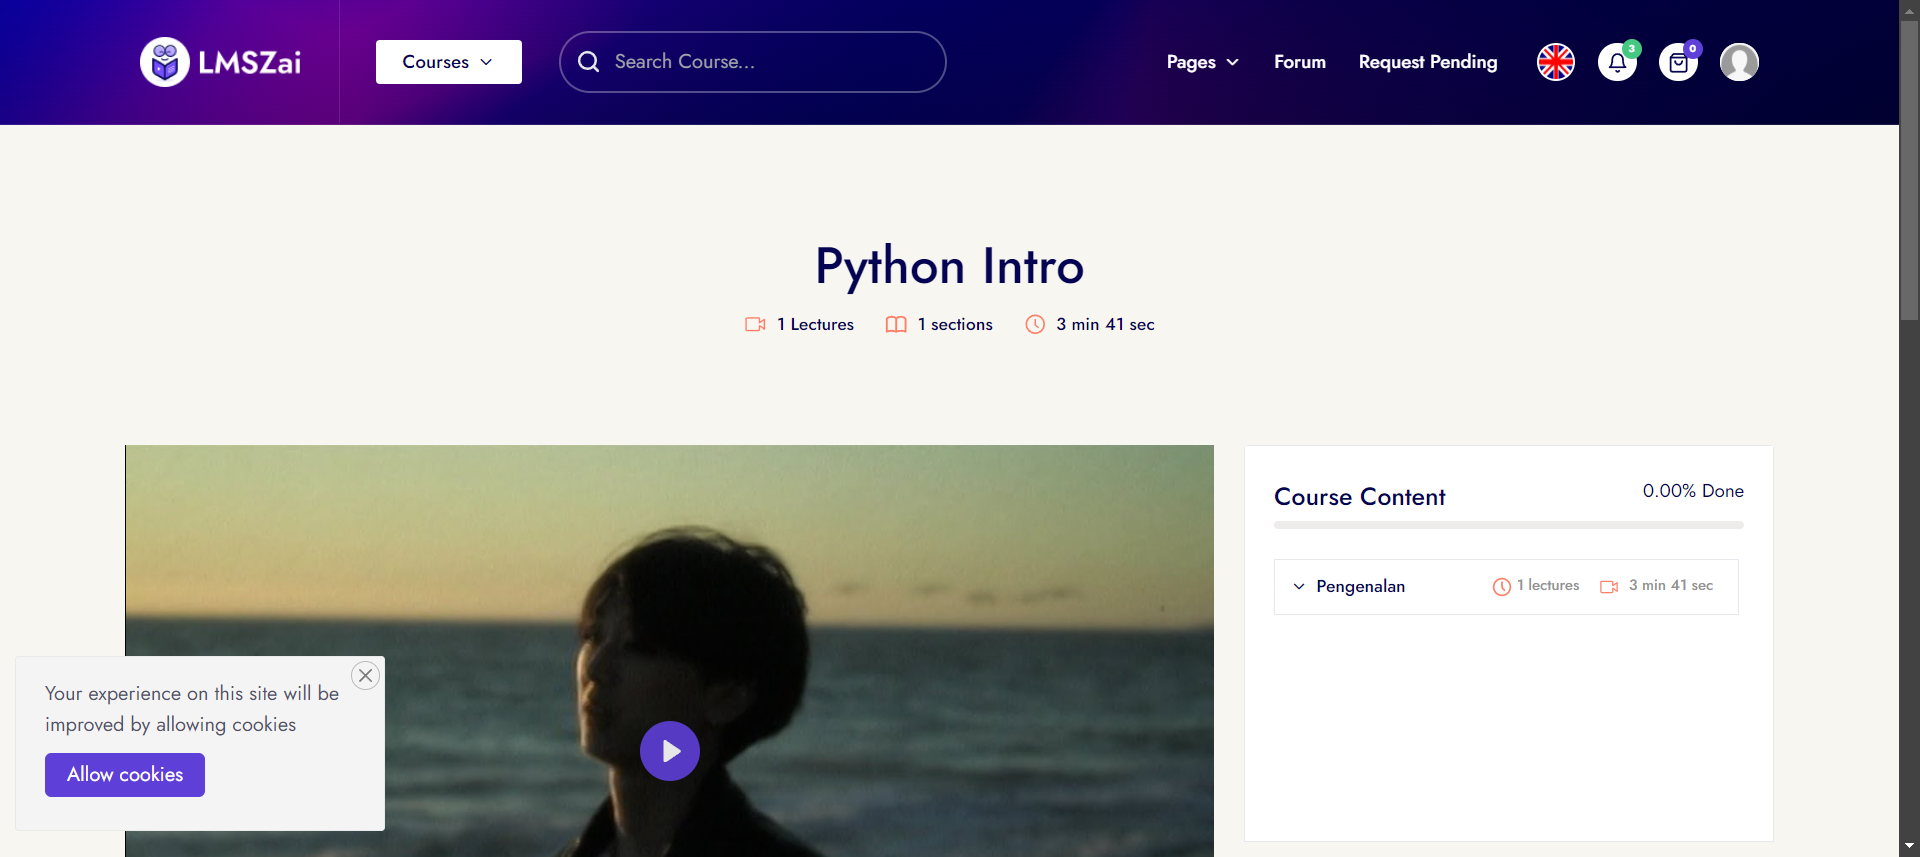 LMSZai
Courses
Search Course...
Pages
Forum
Request Pending
3
0
Python Intro
1 Lectures
1 sections
3 min 41 sec
Course Content
0.00% Done
Pengenalan
1 lectures
3 min 41 sec
Your experience on this site will be
improved by allowing cookies
Allow cookies